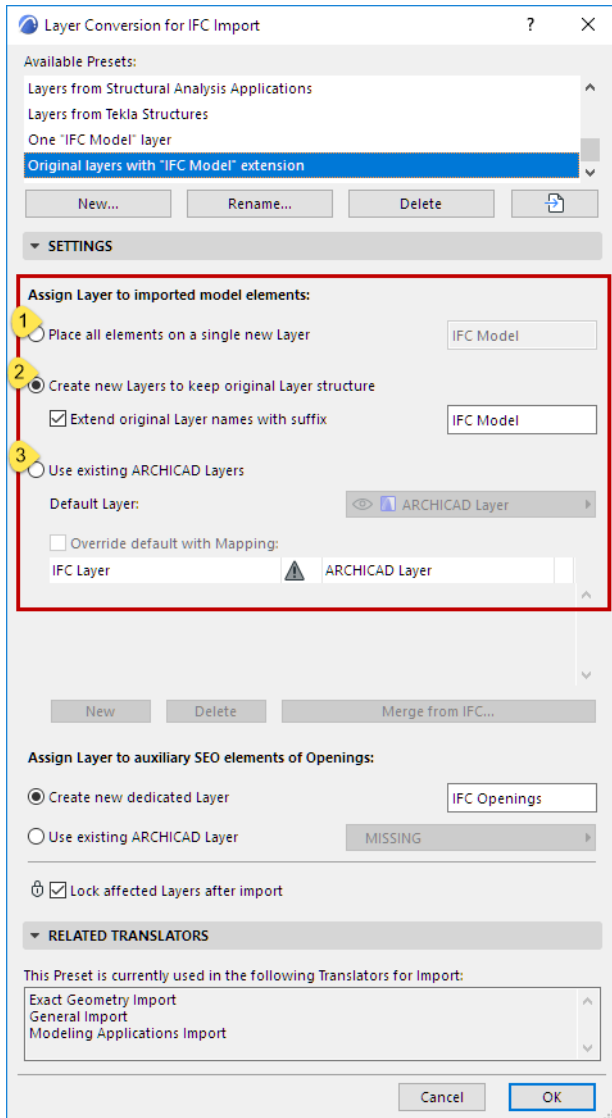 Layer Conversion for IFC Import ?
Available Presets:
Layers from Structural Analysis Applications
Layers from Tekla Structures
One "IFC Model" layer
Original layers with "IFC Model" extension
New... Rename... Delete
SETTINGS
Assign Layer to imported model elements:
1 Place all elements on a single new Layer IFC Model
2 Create new Layers to keep original Layer structure
Extend original Layer names with suffix IFC Model
3 Use existing ARCHICAD Layers
Default Layer: ARCHICAD Layer
Override default with Mapping:
IFC Layer ARCHICAD Layer
New Delete Merge from IFC...
Assign Layer to auxiliary SEO elements of Openings:
Create new dedicated Layer IFC Openings
Use existing ARCHICAD Layer MISSING
Lock affected Layers after import
RELATED TRANSLATORS
This Preset is currently used in the following Translators for Import:
Exact Geometry Import
General Import
Modeling Applications Import
Cancel OK